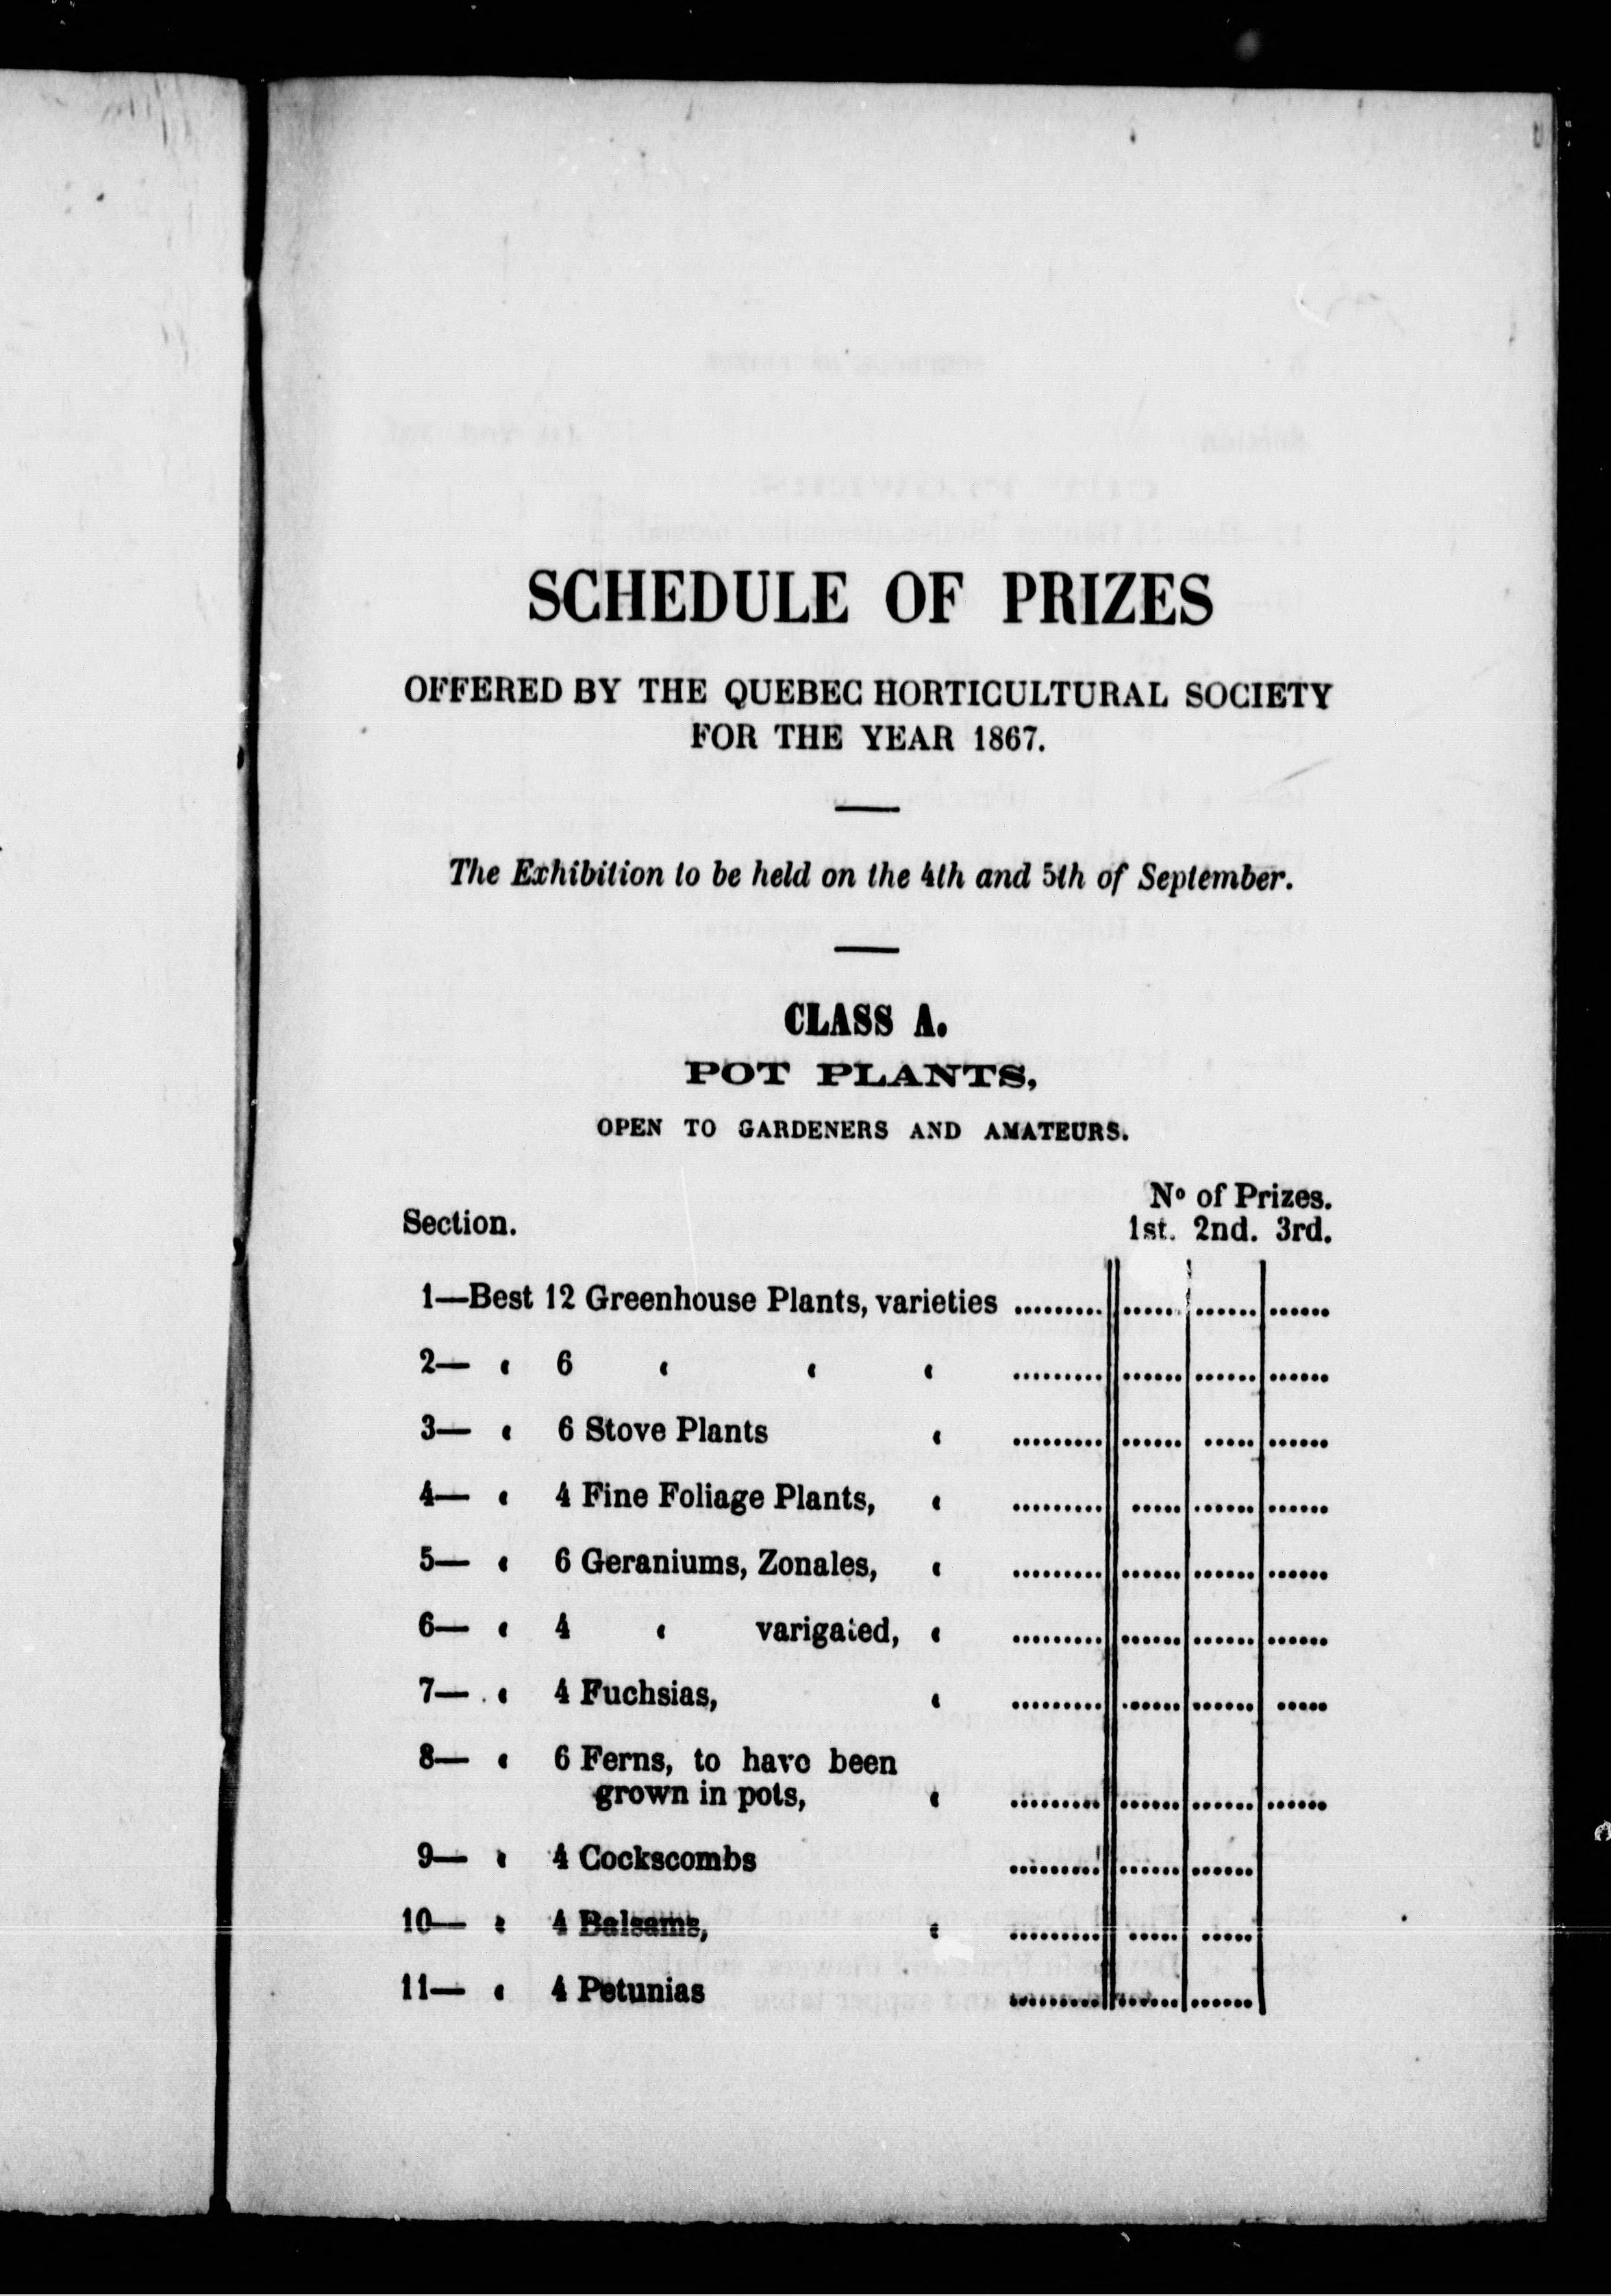 SCHEDULE OF PRIZES
OFFERED BY THE QUEBEC HORTICULTURAL SOCIETY
FOR THE YEAR 1867.
The Exhibition to be held on the 4th and 5th of September.
CLASS A.
POT PLANTS,
OPEN TO GARDENERS AND AMATEURS.
Nº of Prizes.
Section. 1st. 2nd. 3rd.
1—Best 12 Greenhouse Plants, varieties ......... ...... ...... ......
2— ‘ 6 ‘ ‘ ‘ ......... ...... ...... ......
3— ‘ 6 Stove Plants ‘ ......... ...... ..... ......
4— ‘ 4 Fine Foliage Plants, ‘ ......... ..... ...... ......
5— ‘ 6 Geraniums, Zonales, ‘ ......... ...... ...... ......
6— ‘ 4 ‘ varigated, ‘ ......... ...... ...... ......
7— ‘ 4 Fuchsias, ‘ ......... ...... ...... .....
8— ‘ 6 Ferns, to have been
grown in pots, ‘ ......... ...... ...... ......
9— ‘ 4 Cockscombs ......... ...... ......
10— ‘ 4 Balsams, ‘ ......... ..... .....
11— ‘ 4 Petunias ......... ...... ......